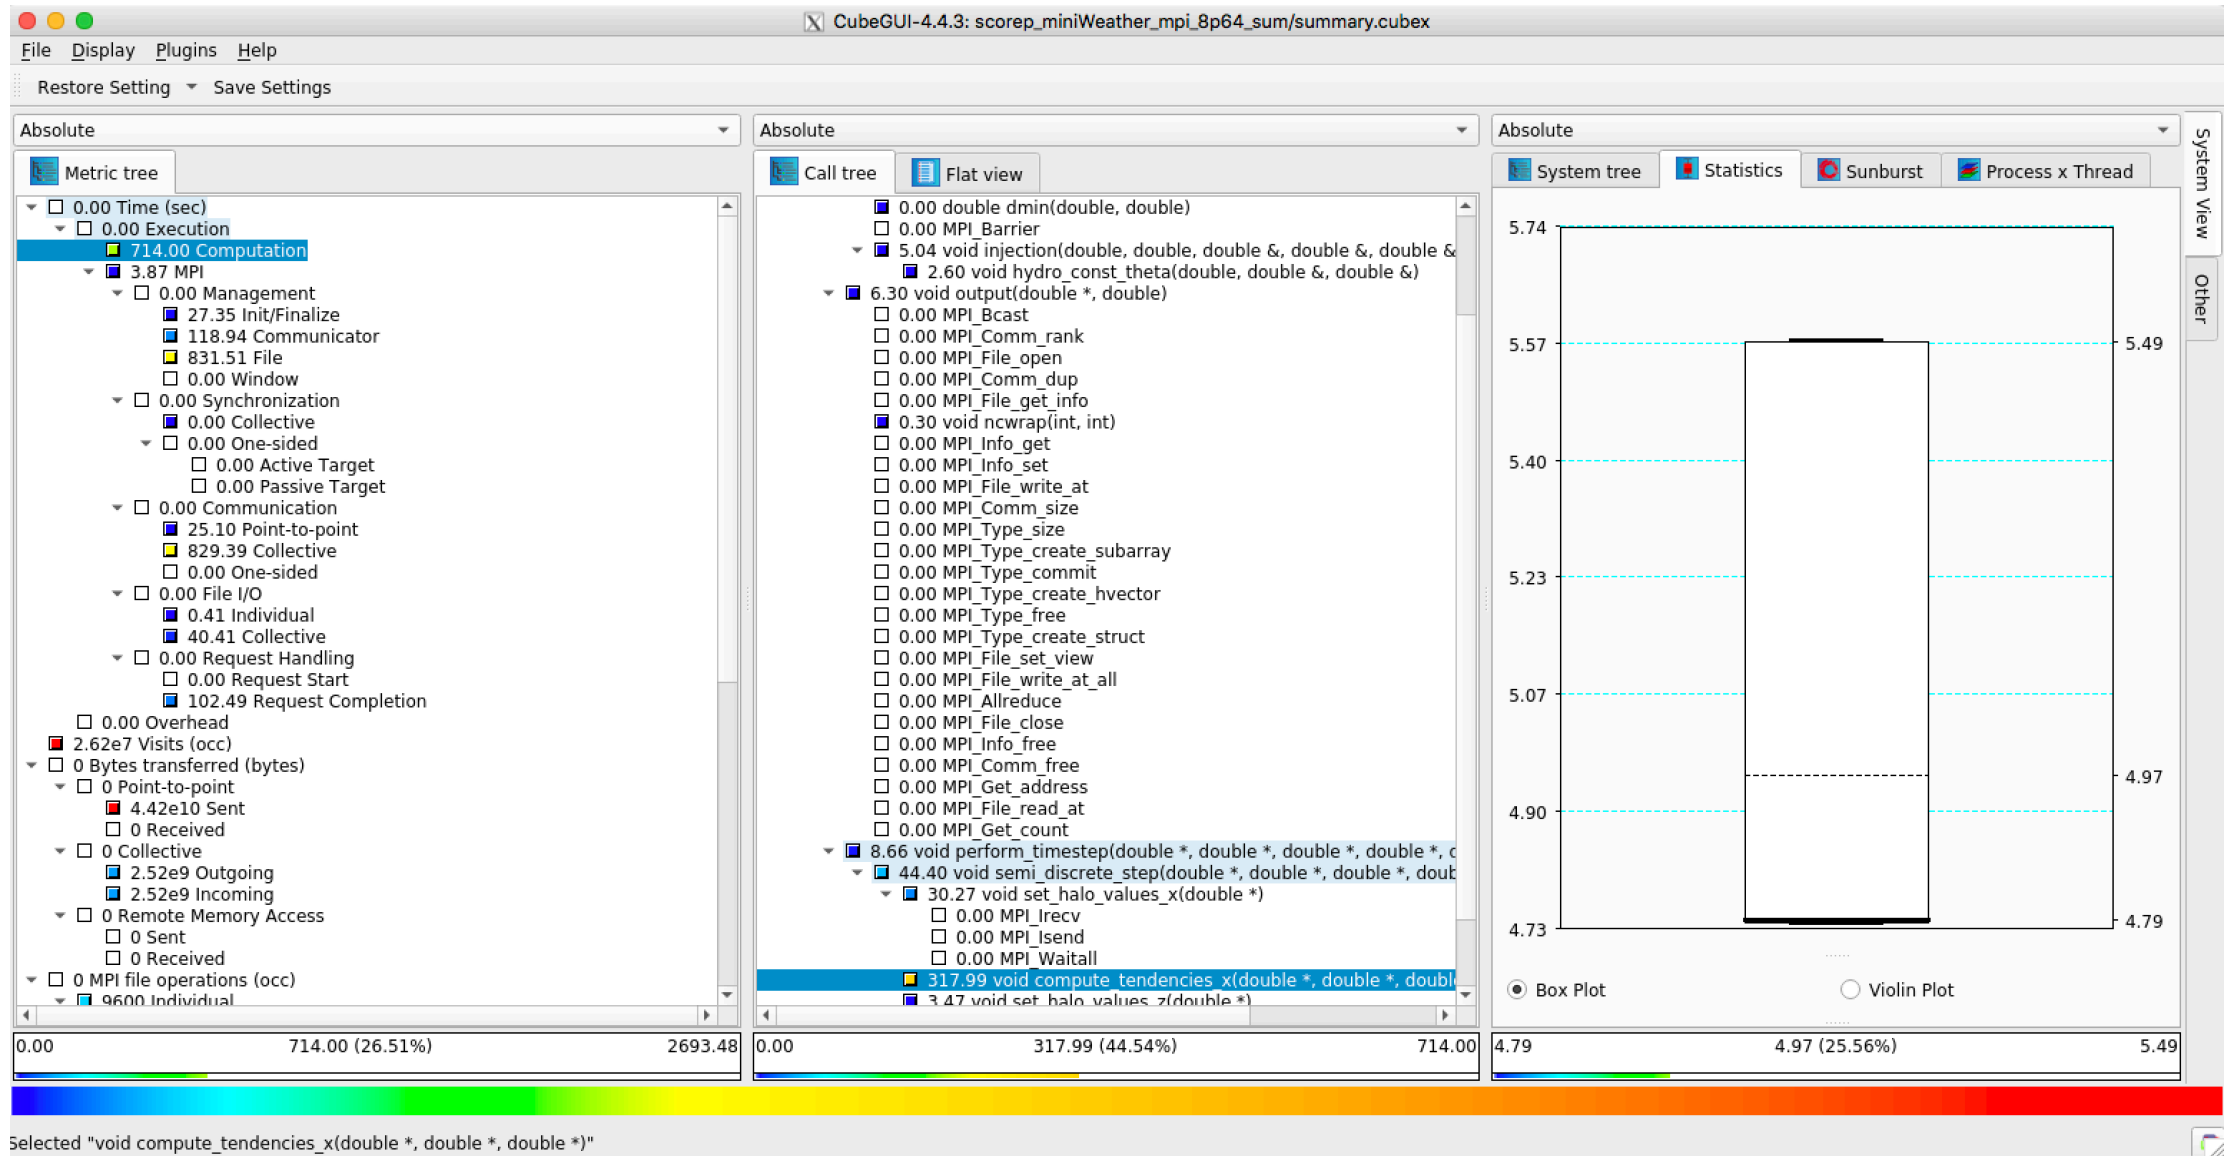 CubeGUI-4.4.3: scorep_miniWeather_mpi_8p64_sum/summary.cubex
File Display Plugins Help
Restore Setting Save Settings
Absolute
Metric tree
0.00 Time (sec)
0.00 Execution
714.00 Computation
3.87 MPI
0.00 Management
27.35 Init/Finalize
118.94 Communicator
831.51 File
0.00 Window
0.00 Synchronization
0.00 Collective
0.00 One-sided
0.00 Active Target
0.00 Passive Target
0.00 Communication
25.10 Point-to-point
829.39 Collective
0.00 One-sided
0.00 File I/O
0.41 Individual
40.41 Collective
0.00 Request Handling
0.00 Request Start
102.49 Request Completion
0.00 Overhead
2.62e7 Visits (occ)
0 Bytes transferred (bytes)
0 Point-to-point
4.42e10 Sent
0 Received
0 Collective
2.52e9 Outgoing
2.52e9 Incoming
0 Remote Memory Access
0 Sent
0 Received
0 MPI file operations (occ)
9600 Individual
0.00 714.00 (26.51%) 2693.48
Absolute
Call tree Flat view
0.00 double dmin(double, double)
0.00 MPI_Barrier
5.04 void injection(double, double, double &, double &, double &
2.60 void hydro_const_theta(double, double &, double &)
6.30 void output(double *, double)
0.00 MPI_Bcast
0.00 MPI_Comm_rank
0.00 MPI_File_open
0.00 MPI_Comm_dup
0.00 MPI_File_get_info
0.30 void ncwrap(int, int)
0.00 MPI_Info_get
0.00 MPI_Info_set
0.00 MPI_File_write_at
0.00 MPI_Comm_size
0.00 MPI_Type_size
0.00 MPI_Type_create_subarray
0.00 MPI_Type_commit
0.00 MPI_Type_create_hvector
0.00 MPI_Type_free
0.00 MPI_Type_create_struct
0.00 MPI_File_set_view
0.00 MPI_File_write_at_all
0.00 MPI_Allreduce
0.00 MPI_File_close
0.00 MPI_Info_free
0.00 MPI_Comm_free
0.00 MPI_Get_address
0.00 MPI_File_read_at
0.00 MPI_Get_count
8.66 void perform_timestep(double *, double *, double *, double *, d
44.40 void semi_discrete_step(double *, double *, double *, doub
30.27 void set_halo_values_x(double *)
0.00 MPI_Irecv
0.00 MPI_Isend
0.00 MPI_Waitall
317.99 void compute_tendencies_x(double *, double *, doubl
3.47 void set_halo_values_z(double *)
0.00 317.99 (44.54%) 714.00
Absolute
System tree Statistics Sunburst Process x Thread
5.74
5.57 5.49
5.40
5.23
5.07
4.97
4.90
4.73 4.79
Box Plot Violin Plot
4.79 4.97 (25.56%) 5.49
System View
Other
Selected "void compute_tendencies_x(double *, double *, double *)"